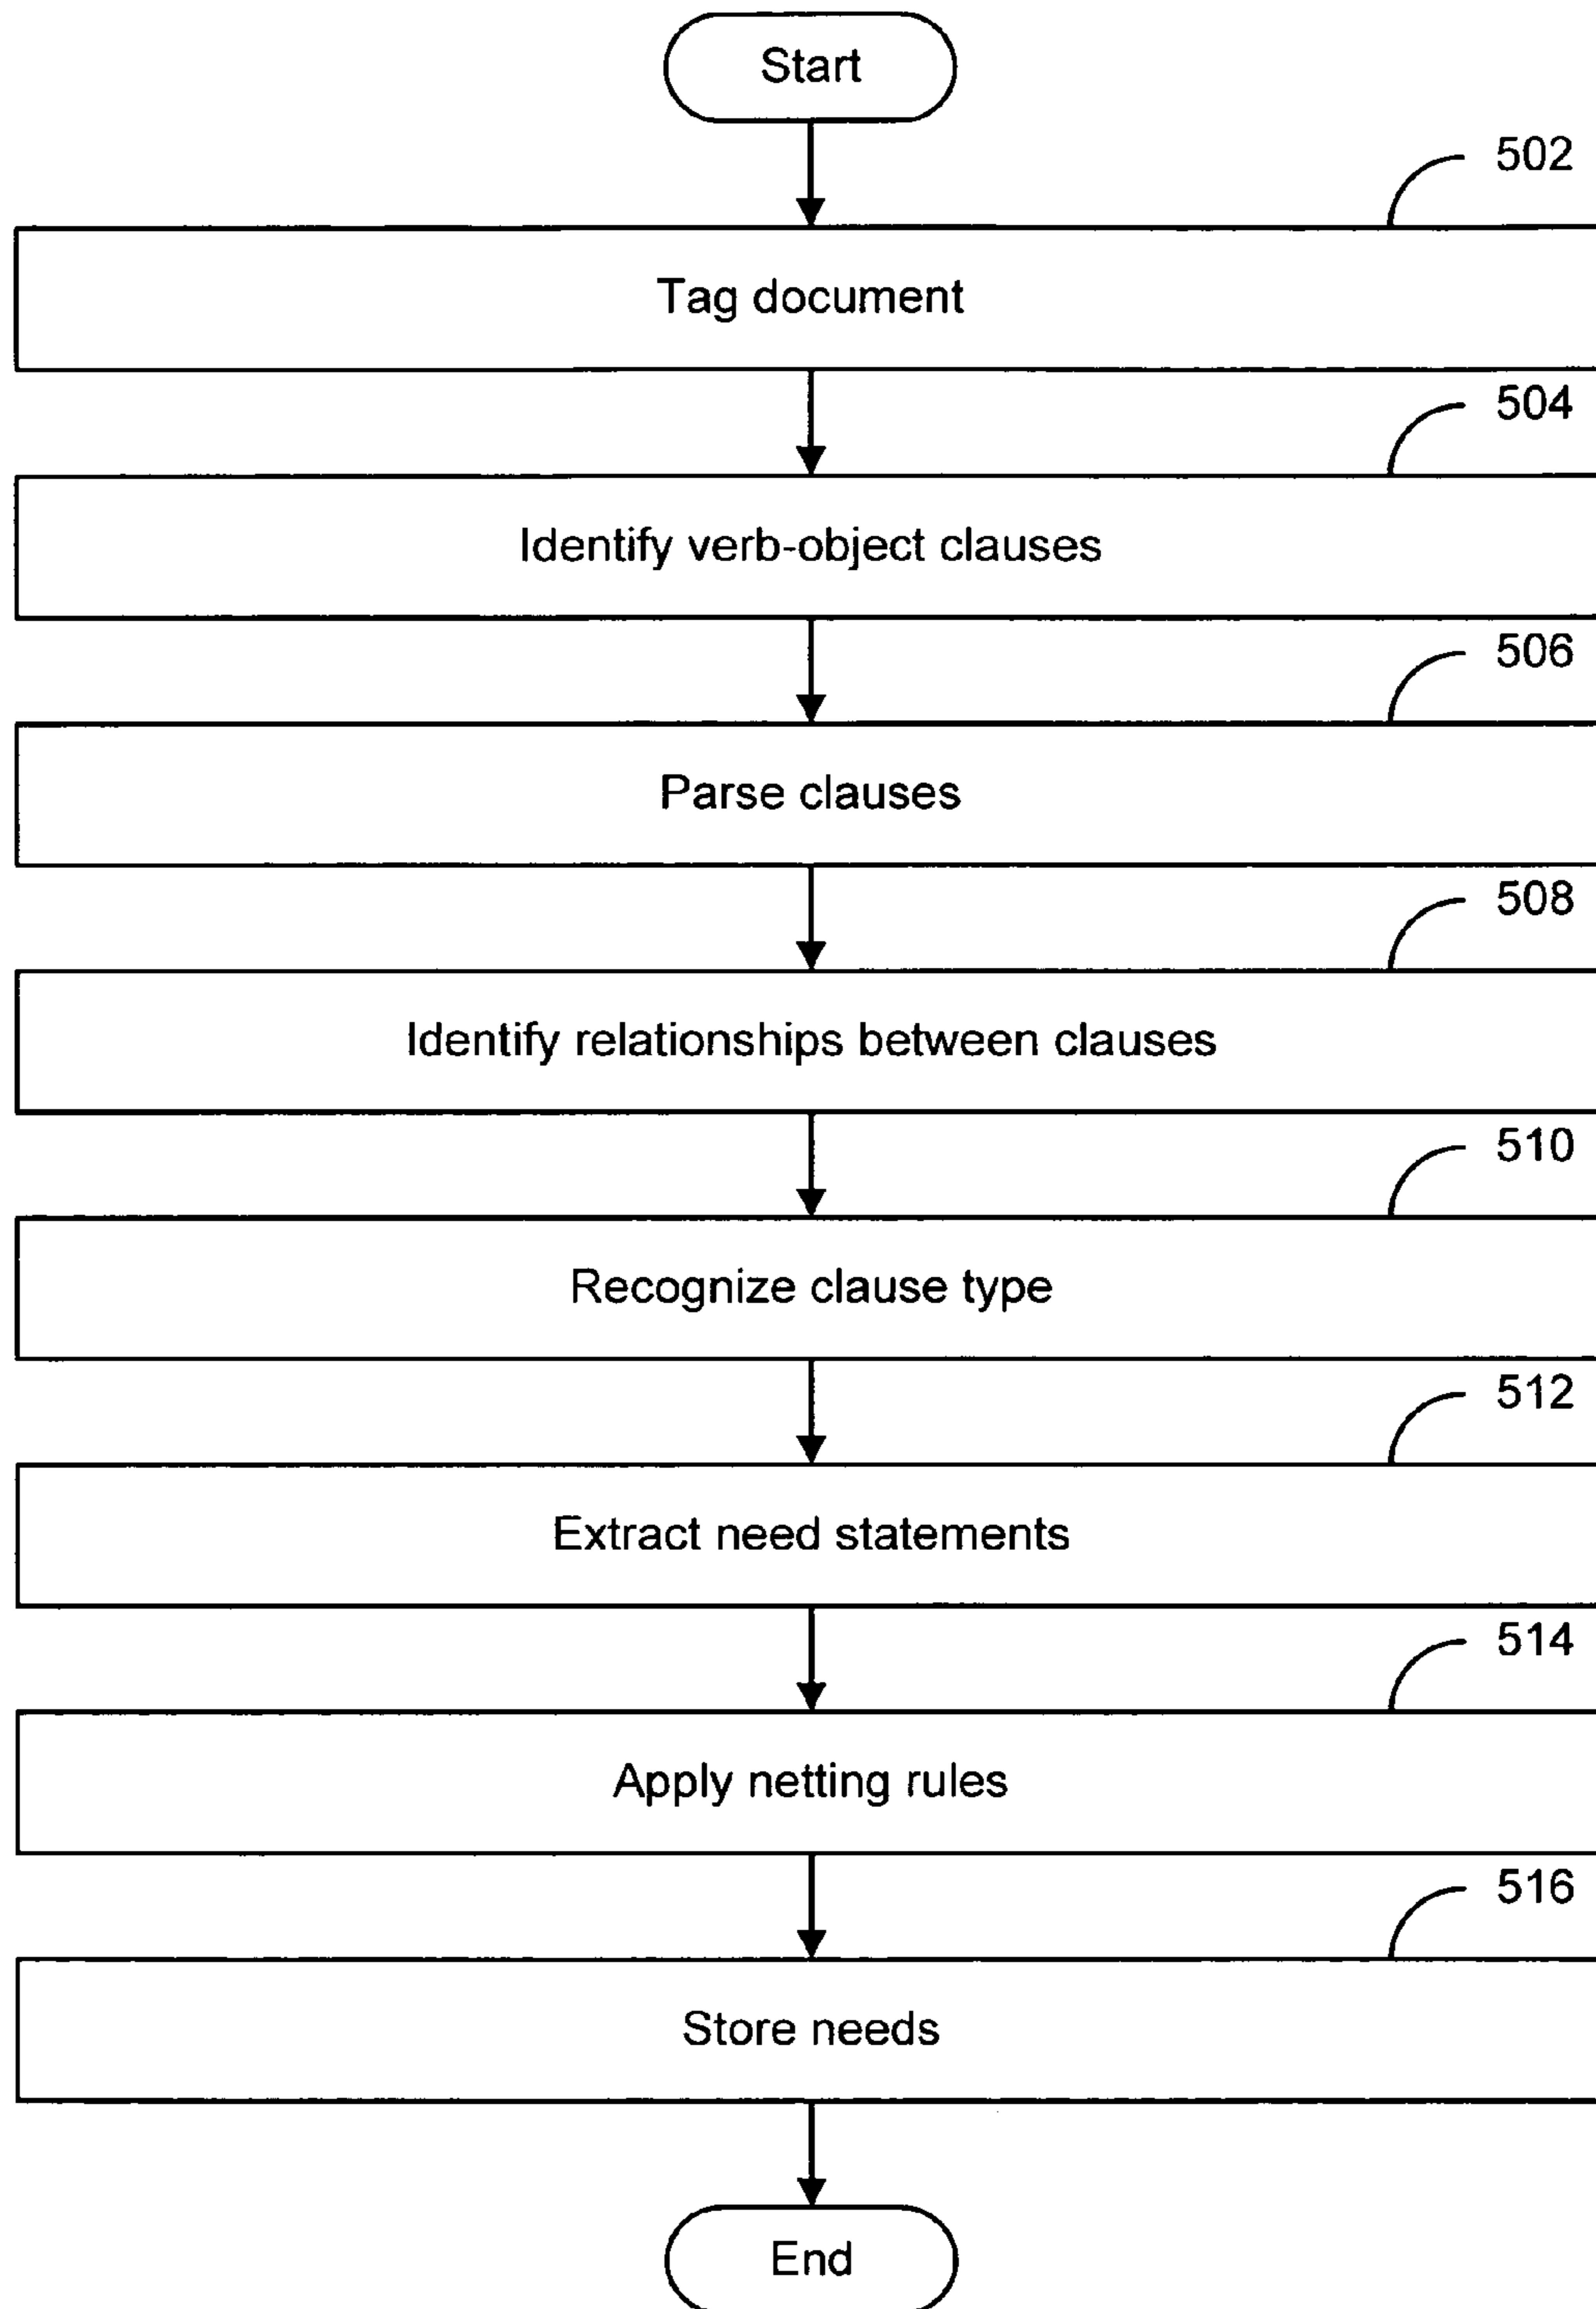 Start
502
Tag document
504
Identify verb-object clauses
506
Parse clauses
508
Identify relationships between clauses
510
Recognize clause type
512
Extract need statements
514
Apply netting rules
516
Store needs
End